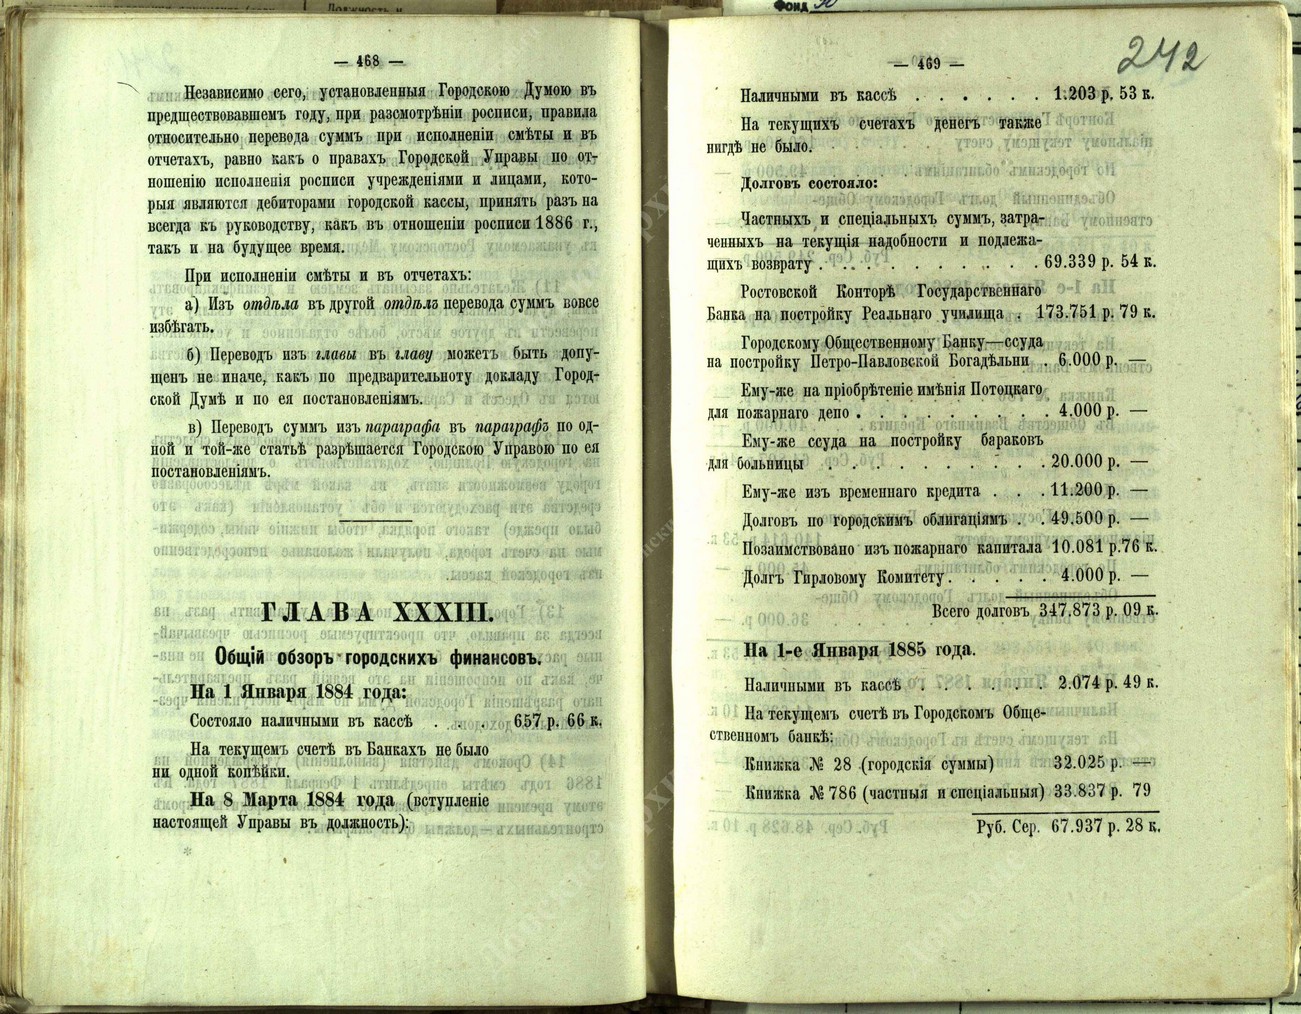 Фонд
— 468 —
Независимо сего, установленныя Городскою Думою въ
предшествовавшемъ году, при разсмотрѣніи росписи, правила
относительно перевода суммъ при исполненіи смѣты и въ
отчетахъ, равно какъ о правахъ Городской Управы по от-
ношенію исполненія росписи учрежденіями и лицами, кото-
рыя являются дебиторами городской кассы, принять разъ на
всегда къ руководству, какъ въ отношеніи росписи 1886 г.,
такъ и на будущее время.
При исполненіи смѣты и въ отчетахъ:
а) Изъ отдѣла въ другой отдѣлъ перевода суммъ вовсе
избѣгать.
б) Переводъ изъ главы въ главу можетъ быть допу-
щенъ не иначе, какъ по предварительноту докладу Город-
ской Думѣ и по ея постановленіямъ.
в) Переводъ суммъ изъ параграфа въ параграфъ по од-
ной и той-же статьѣ разрѣшается Городскою Управою по ея
постановленіямъ.
ГЛАВА XXXIII.
Общій обзоръ городскихъ финансовъ.
На 1 Января 1884 года:
Состояло наличными въ кассѣ . . . 657 р. 66 к.
На текущемъ счетѣ въ Банкахъ не было
ни одной копѣйки.
На 8 Марта 1884 года (вступленіе
настоящей Управы въ должность):
*
242
— 469 —
Наличными въ кассѣ . . . . . . 1.203 р. 53 к.
На текущихъ счетахъ денегъ также
нигдѣ не было.
Долговъ состояло:
Частныхъ и спеціальныхъ суммъ, затра-
ченныхъ на текущія надобности и подлежа-
щихъ возврату . . . . . . . . . . 69.339 р. 54 к.
Ростовской Конторѣ Государственнаго
Банка на постройку Реальнаго училища . 173.751 р. 79 к.
Городскому Общественному Банку—ссуда
на постройку Петро-Павловской Богадѣльни . 6.000 р. —
Ему-же на пріобрѣтеніе имѣнія Потоцкаго
для пожарнаго депо . . . . . . . . . 4.000 р. —
Ему-же ссуда на постройку бараковъ
для больницы . . . . . . . . . . 20.000 р. —
Ему-же изъ временнаго кредита . . . 11.200 р. —
Долговъ по городскимъ облигаціямъ . . 49.500 р. —
Позаимствовано изъ пожарнаго капитала 10.081 р. 76 к.
Долгъ Гирловому Комитету . . . . . 4.000 р. —
Всего долговъ 347.873 р. 09 к.
На 1-е Января 1885 года.
Наличными въ кассѣ . . . . . . 2.074 р. 49 к.
На текущемъ счетѣ въ Городскомъ Обще-
ственномъ банкѣ:
Книжка № 28 (городскія суммы) 32.025 р. —
Книжка № 786 (частныя и спеціальныя) 33.837 р. 79
Руб. Сер. 67.937 р. 28 к.